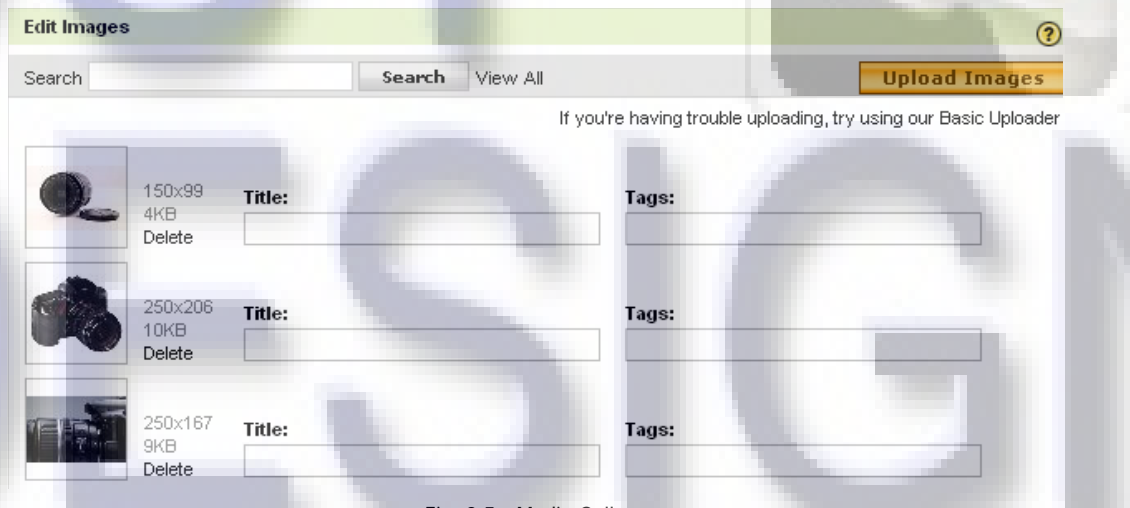 Edit Images
?
Search Search View All Upload Images
If you're having trouble uploading, try using our Basic Uploader
150x99
4KB
Delete
Title:
Tags:
250x206
10KB
Delete
Title:
Tags:
250x167
9KB
Delete
Title:
Tags:
ESIG